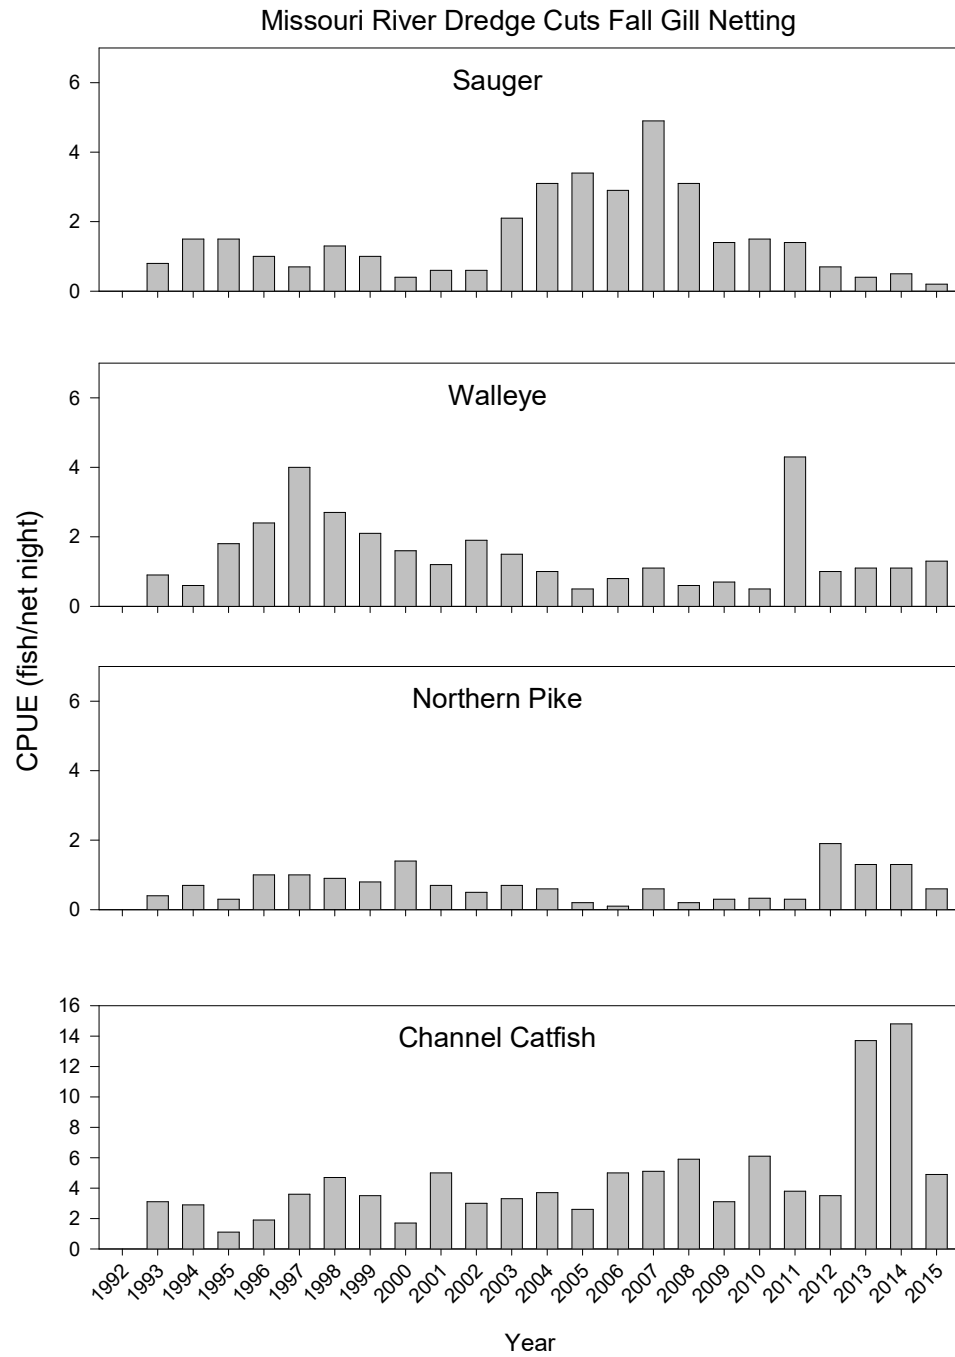 Missouri River Dredge Cuts Fall Gill Netting
Sauger
6
4
2
0
Walleye
6
4
2
0
CPUE (fish/net night)
Northern Pike
6
4
2
0
Channel Catfish
16
14
12
10
8
6
4
2
0
1992 1993 1994 1995 1996 1997 1998 1999 2000 2001 2002 2003 2004 2005 2006 2007 2008 2009 2010 2011 2012 2013 2014 2015
Year